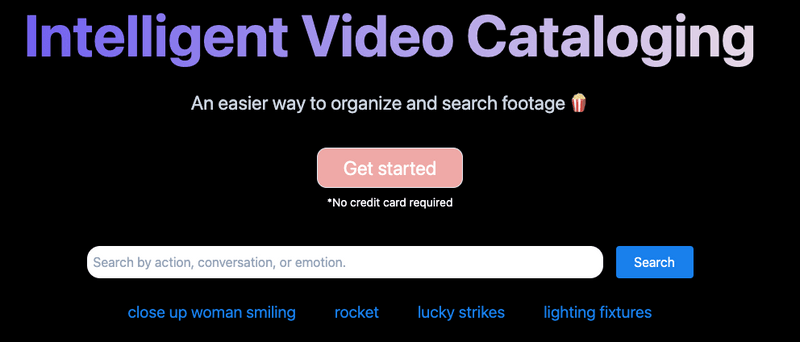 Intelligent Video Cataloging
An easier way to organize and search footage 🍿
Get started
*No credit card required
Search by action, conversation, or emotion.
Search
close up woman smiling
rocket
lucky strikes
lighting fixtures